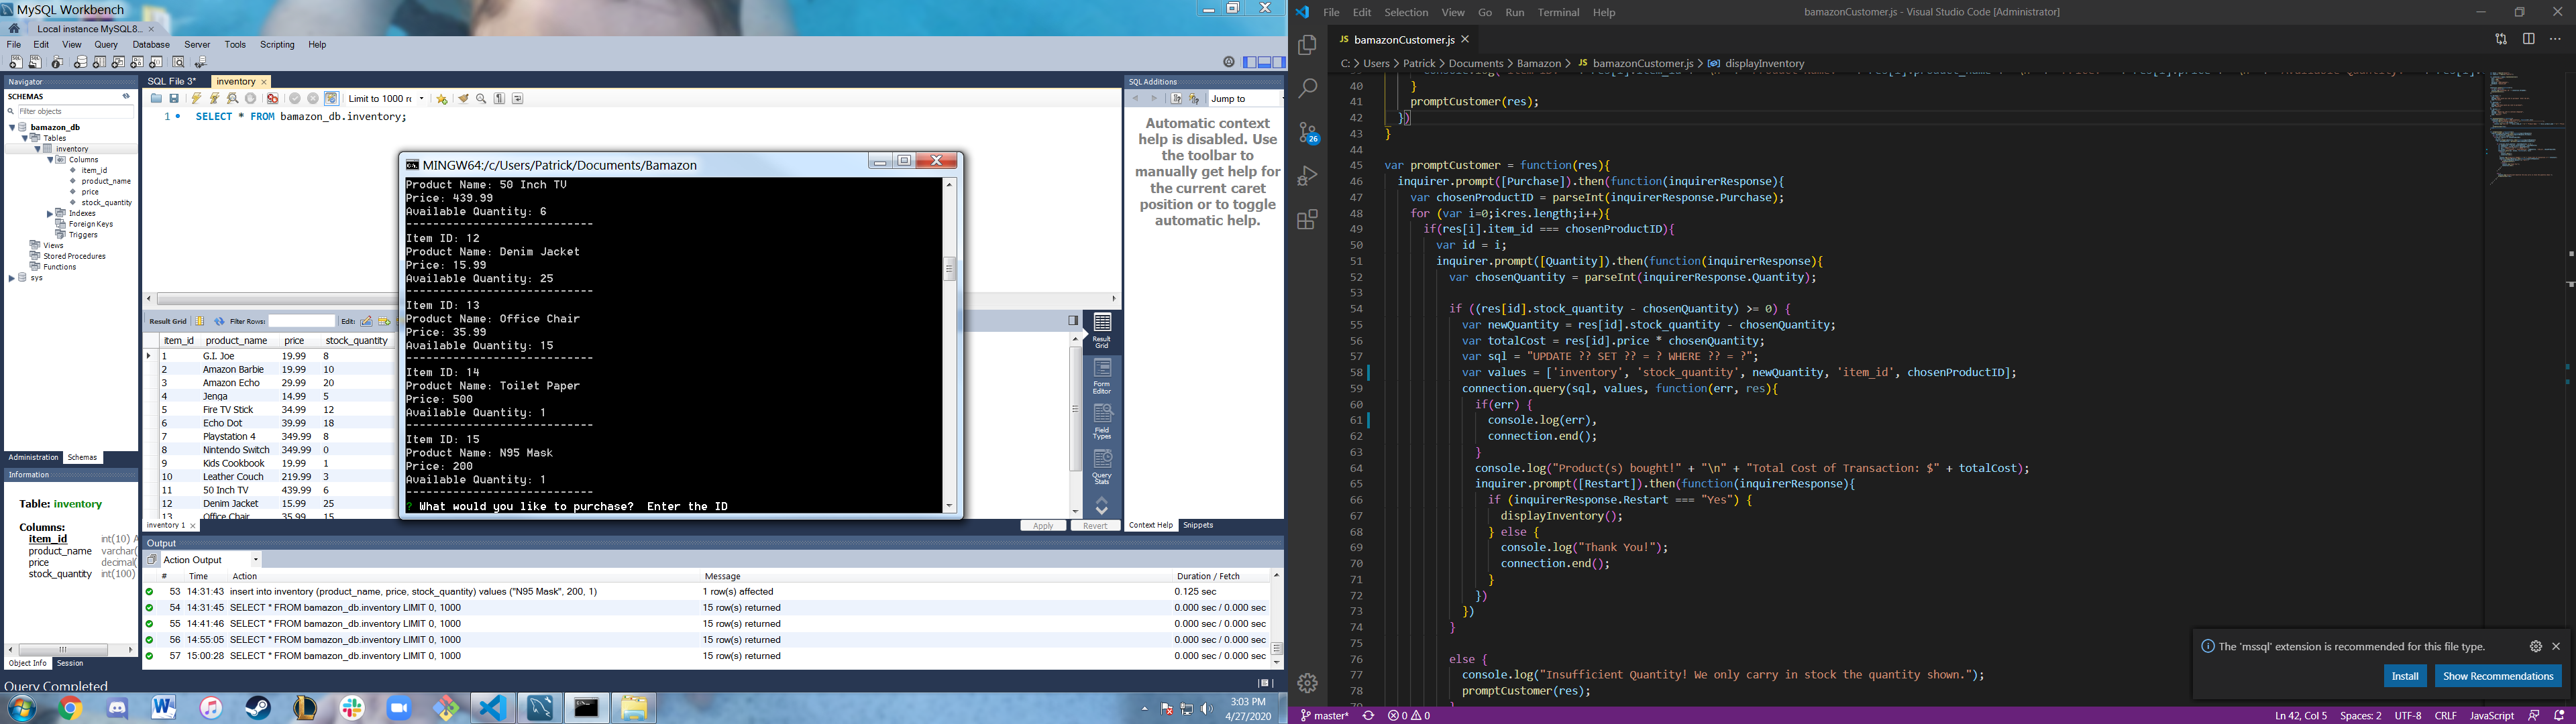 MySQL Workbench
Local instance MySQL8... ×
File Edit View Query Database Server Tools Scripting Help
Navigator
SCHEMAS
Filter objects
bamazon_db
Tables
inventory
Columns
item_id
product_name
price
stock_quantity
Indexes
Foreign Keys
Triggers
Views
Stored Procedures
Functions
sys
Administration Schemas
Information
Table: inventory
Columns:
item_id int(10) A
product_name varchar(
price decimal(
stock_quantity int(100)
Object Info Session
Query Completed
SQL File 3* inventory ×
Limit to 1000 r
1 SELECT * FROM bamazon_db.inventory;
Result Grid Filter Rows: Edit:
item_id product_name price stock_quantity
1 G.I. Joe 19.99 8
2 Amazon Barbie 19.99 10
3 Amazon Echo 29.99 20
4 Jenga 14.99 5
5 Fire TV Stick 34.99 12
6 Echo Dot 39.99 18
7 Playstation 4 349.99 8
8 Nintendo Switch 349.99 0
9 Kids Cookbook 19.99 1
10 Leather Couch 219.99 3
11 50 Inch TV 439.99 6
12 Denim Jacket 15.99 25
13 Office Chair 35.99 15
inventory 1 ×
Apply Revert
Result Grid
Form Editor
Field Types
Query Stats
SQL Additions
Jump to
Automatic context
help is disabled. Use
the toolbar to
manually get help for
the current caret
position or to toggle
automatic help.
Context Help Snippets
MINGW64:/c/Users/Patrick/Documents/Bamazon
Product Name: 50 Inch TV
Price: 439.99
Available Quantity: 6
-----------------------------
Item ID: 12
Product Name: Denim Jacket
Price: 15.99
Available Quantity: 25
-----------------------------
Item ID: 13
Product Name: Office Chair
Price: 35.99
Available Quantity: 15
-----------------------------
Item ID: 14
Product Name: Toilet Paper
Price: 500
Available Quantity: 1
-----------------------------
Item ID: 15
Product Name: N95 Mask
Price: 200
Available Quantity: 1
-----------------------------
? What would you like to purchase?  Enter the ID
Output
Action Output
# Time Action Message Duration / Fetch
53 14:31:43 insert into inventory (product_name, price, stock_quantity) values ("N95 Mask", 200, 1) 1 row(s) affected 0.125 sec
54 14:31:45 SELECT * FROM bamazon_db.inventory LIMIT 0, 1000 15 row(s) returned 0.000 sec / 0.000 sec
55 14:41:46 SELECT * FROM bamazon_db.inventory LIMIT 0, 1000 15 row(s) returned 0.000 sec / 0.000 sec
56 14:55:05 SELECT * FROM bamazon_db.inventory LIMIT 0, 1000 15 row(s) returned 0.000 sec / 0.000 sec
57 15:00:28 SELECT * FROM bamazon_db.inventory LIMIT 0, 1000 15 row(s) returned 0.000 sec / 0.000 sec
3:03 PM
4/27/2020
File Edit Selection View Go Run Terminal Help
bamazonCustomer.js - Visual Studio Code [Administrator]
JS bamazonCustomer.js ×
C: > Users > Patrick > Documents > Bamazon > JS bamazonCustomer.js > displayInventory
26
40 }
41 promptCustomer(res);
42 })
43 }
44
45 var promptCustomer = function(res){
46 inquirer.prompt([Purchase]).then(function(inquirerResponse){
47 var chosenProductID = parseInt(inquirerResponse.Purchase);
48 for (var i=0;i<res.length;i++){
49 if(res[i].item_id === chosenProductID){
50 var id = i;
51 inquirer.prompt([Quantity]).then(function(inquirerResponse){
52 var chosenQuantity = parseInt(inquirerResponse.Quantity);
53
54 if ((res[id].stock_quantity - chosenQuantity) >= 0) {
55 var newQuantity = res[id].stock_quantity - chosenQuantity;
56 var totalCost = res[id].price * chosenQuantity;
57 var sql = "UPDATE ?? SET ?? = ? WHERE ?? = ?";
58 var values = ['inventory', 'stock_quantity', newQuantity, 'item_id', chosenProductID];
59 connection.query(sql, values, function(err, res){
60 if(err) {
61 console.log(err),
62 connection.end();
63 }
64 console.log("Product(s) bought!" + "\n" + "Total Cost of Transaction: $" + totalCost);
65 inquirer.prompt([Restart]).then(function(inquirerResponse){
66 if (inquirerResponse.Restart === "Yes") {
67 displayInventory();
68 } else {
69 console.log("Thank You!");
70 connection.end();
71 }
72 })
73 })
74 }
75
76 else {
77 console.log("Insufficient Quantity! We only carry in stock the quantity shown.");
78 promptCustomer(res);
The 'mssql' extension is recommended for this file type.
Install Show Recommendations
master* 0 0 Ln 42, Col 5 Spaces: 2 UTF-8 CRLF JavaScript